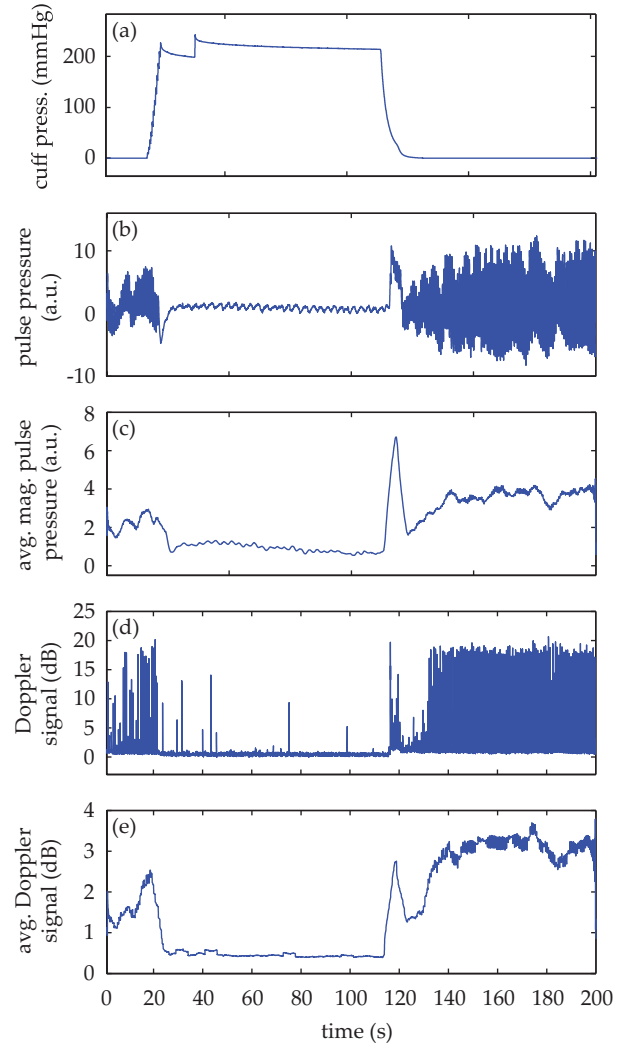 (a)
cuff press. (mmHg)
200
100
0
(b)
pulse pressure
(a.u.)
10
0
-10
(c)
avg. mag. pulse
pressure (a.u.)
8
6
4
2
0
(d)
Doppler
signal (dB)
25
20
15
10
5
0
(e)
avg. Doppler
signal (dB)
4
3
2
1
0
0 20 40 60 80 100 120 140 160 180 200
time (s)